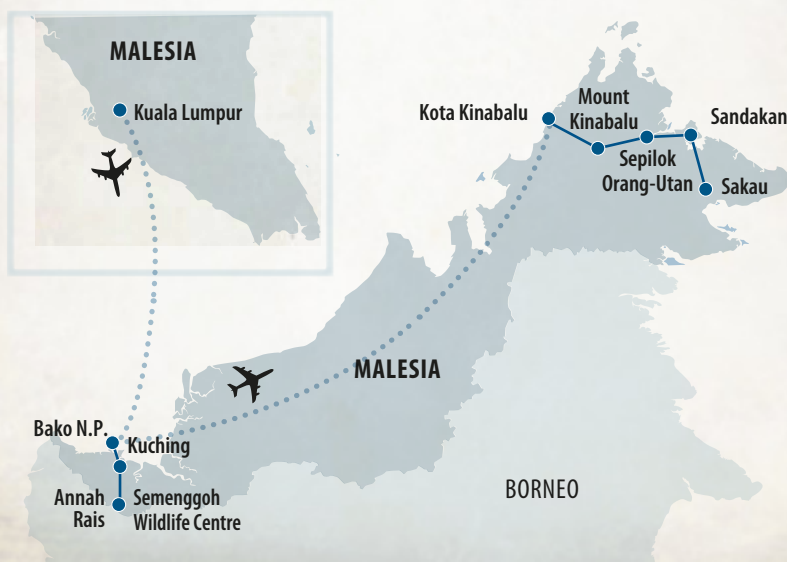 MALESIA
Kuala Lumpur
Kota Kinabalu
Mount
Kinabalu
Sandakan
Sepilok
Orang-Utan
Sakau
MALESIA
Bako N.P.
Kuching
Annah
Rais
Semenggoh
Wildlife Centre
BORNEO